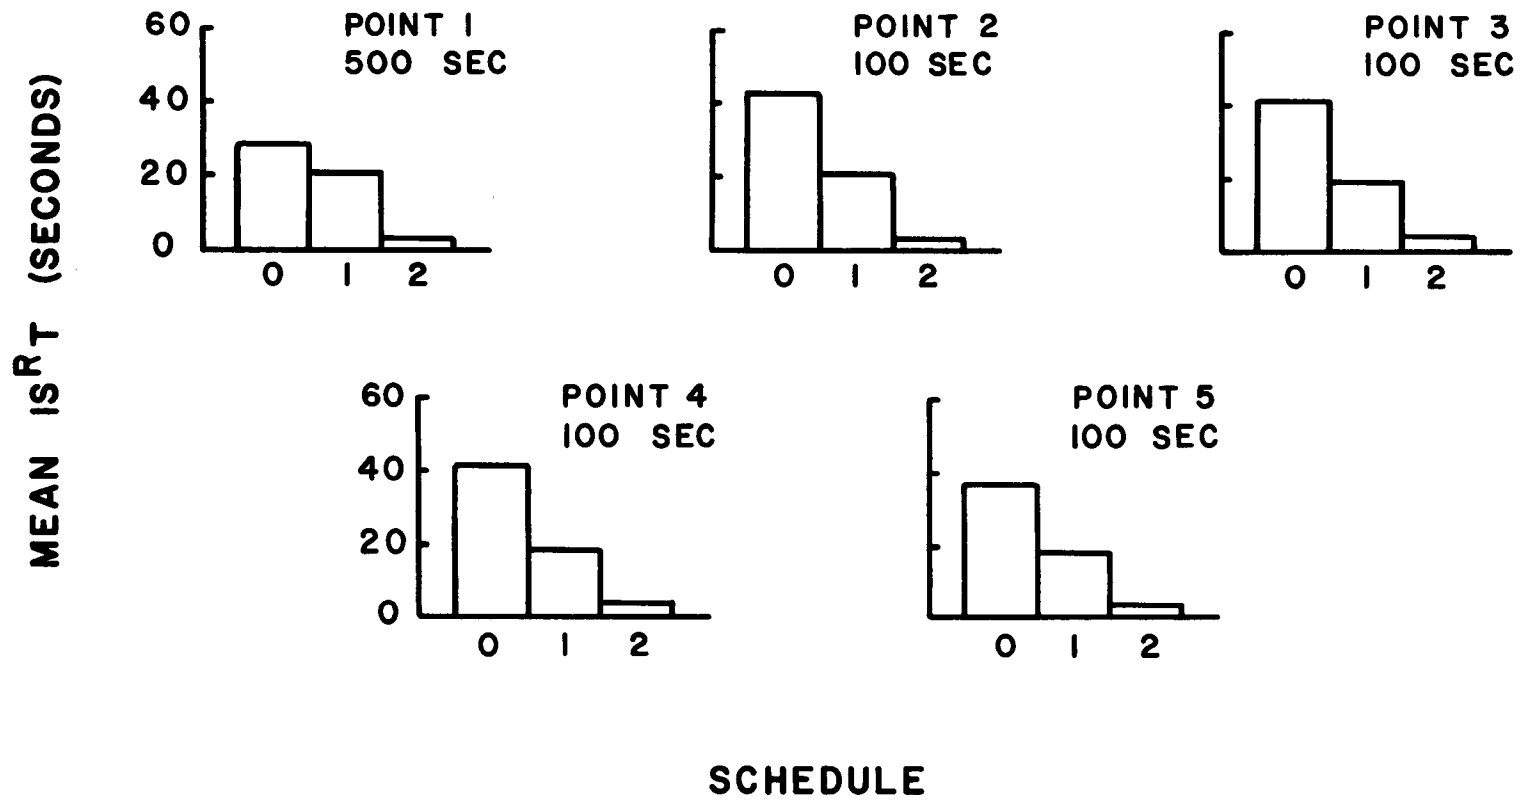 MEAN ISRT (SECONDS)
POINT 1
500 SEC
60
40
20
0
0 1 2
POINT 2
100 SEC
0 1 2
POINT 3
100 SEC
0 1 2
POINT 4
100 SEC
60
40
20
0
0 1 2
POINT 5
100 SEC
0 1 2
SCHEDULE